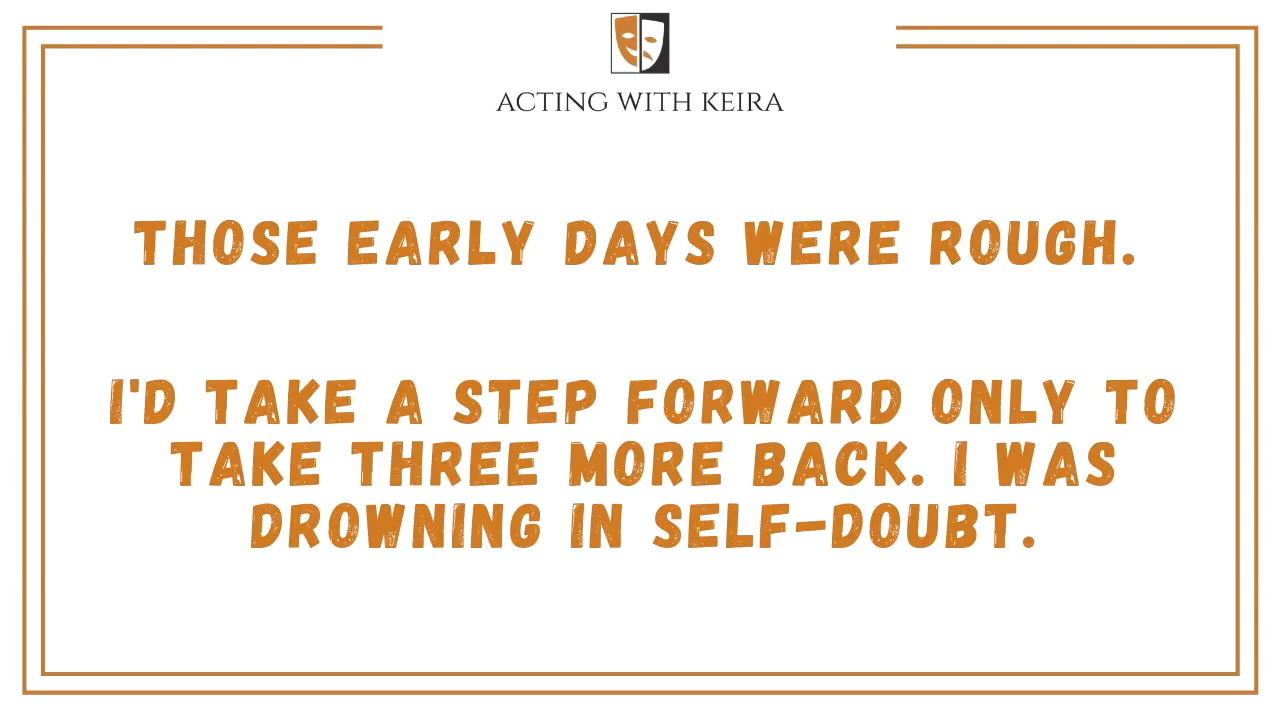 ACTING WITH KEIRA
THOSE EARLY DAYS WERE ROUGH.
I'D TAKE A STEP FORWARD ONLY TO
TAKE THREE MORE BACK. I WAS
DROWNING IN SELF-DOUBT.